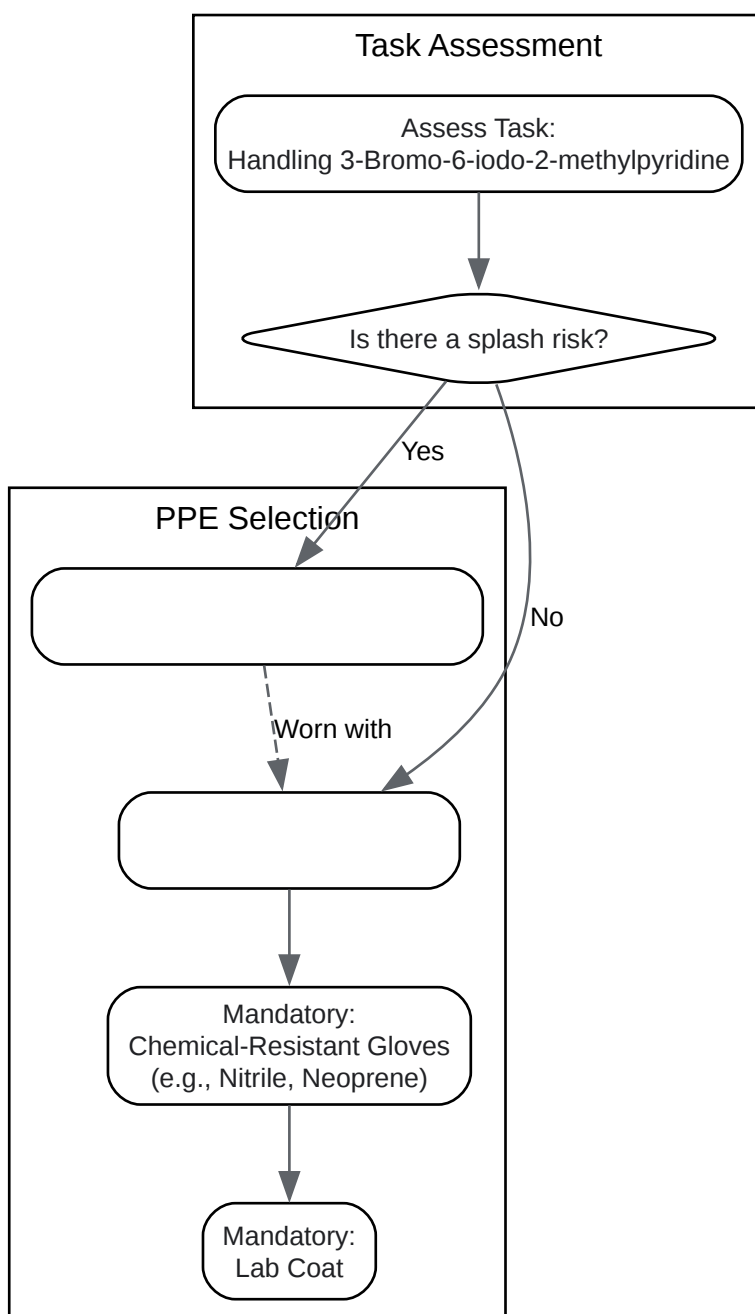 Task Assessment
Assess Task:
Handling 3-Bromo-6-iodo-2-methylpyridine
Is there a splash risk?
Yes
PPE Selection
No
Worn with
Mandatory:
Chemical-Resistant Gloves
(e.g., Nitrile, Neoprene)
Mandatory:
Lab Coat